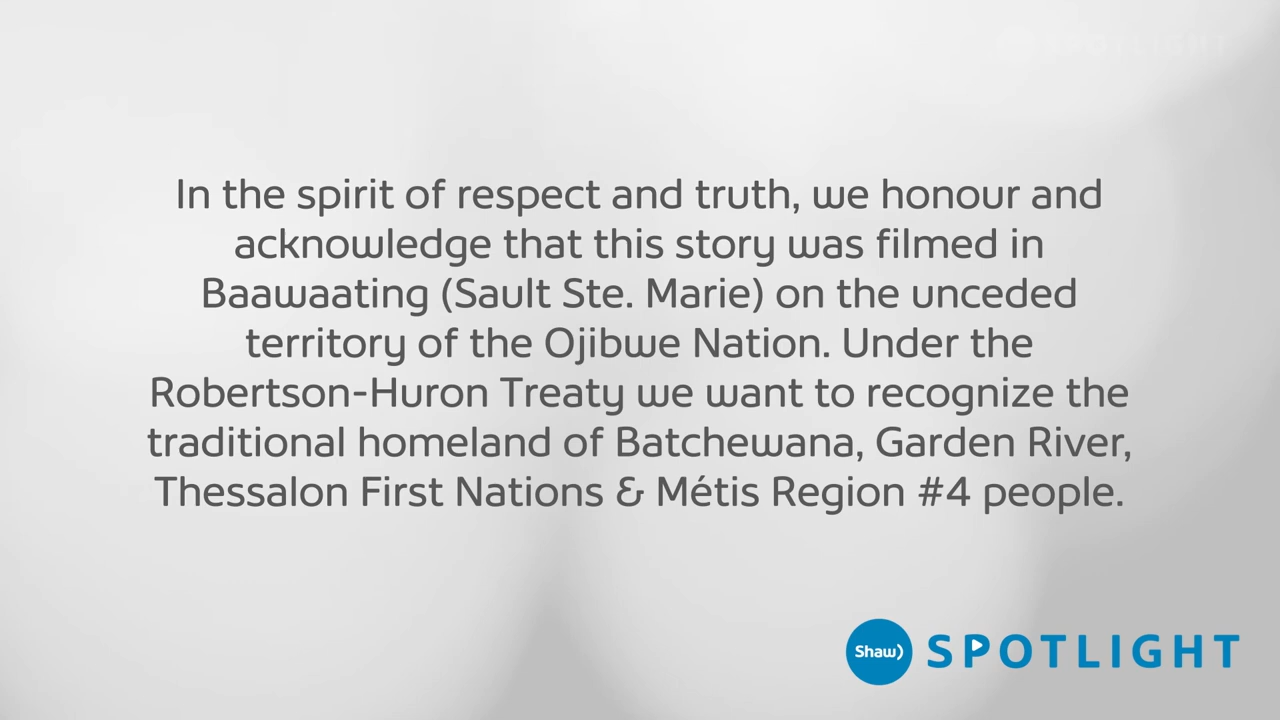 SPOTLIGHT
In the spirit of respect and truth, we honour and
acknowledge that this story was filmed in
Baawaating (Sault Ste. Marie) on the unceded
territory of the Ojibwe Nation. Under the
Robertson-Huron Treaty we want to recognize the
traditional homeland of Batchewana, Garden River,
Thessalon First Nations & Métis Region #4 people.
Shaw) SPOTLIGHT